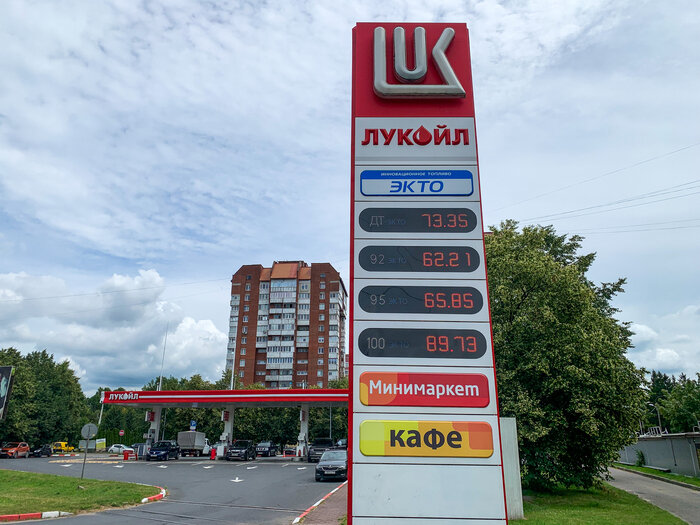 LUK
ЛУКОЙЛ
ИННОВАЦИОННОЕ ТОПЛИВО
ЭКТО
ДТ ЭКТО 73.35
92 ЭКТО 62.21
95 ЭКТО 65.85
100 ЭКТО 89.73
Минимаркет
кафе
ЛУКОЙЛ